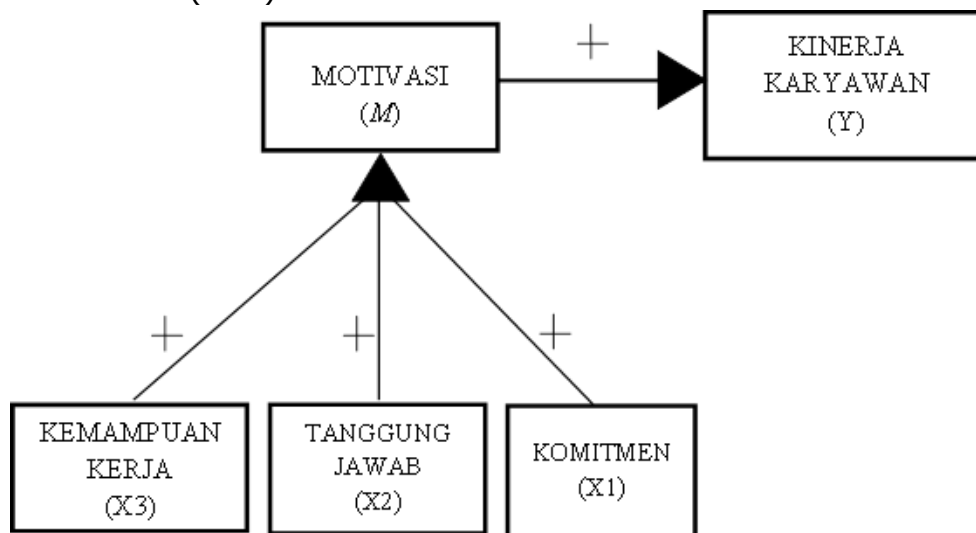 MOTIVASI
(M)
+
KINERJA
KARYAWAN
(Y)
+
+
+
KEMAMPUAN
KERJA
(X3)
TANGGUNG
JAWAB
(X2)
KOMITMEN
(X1)